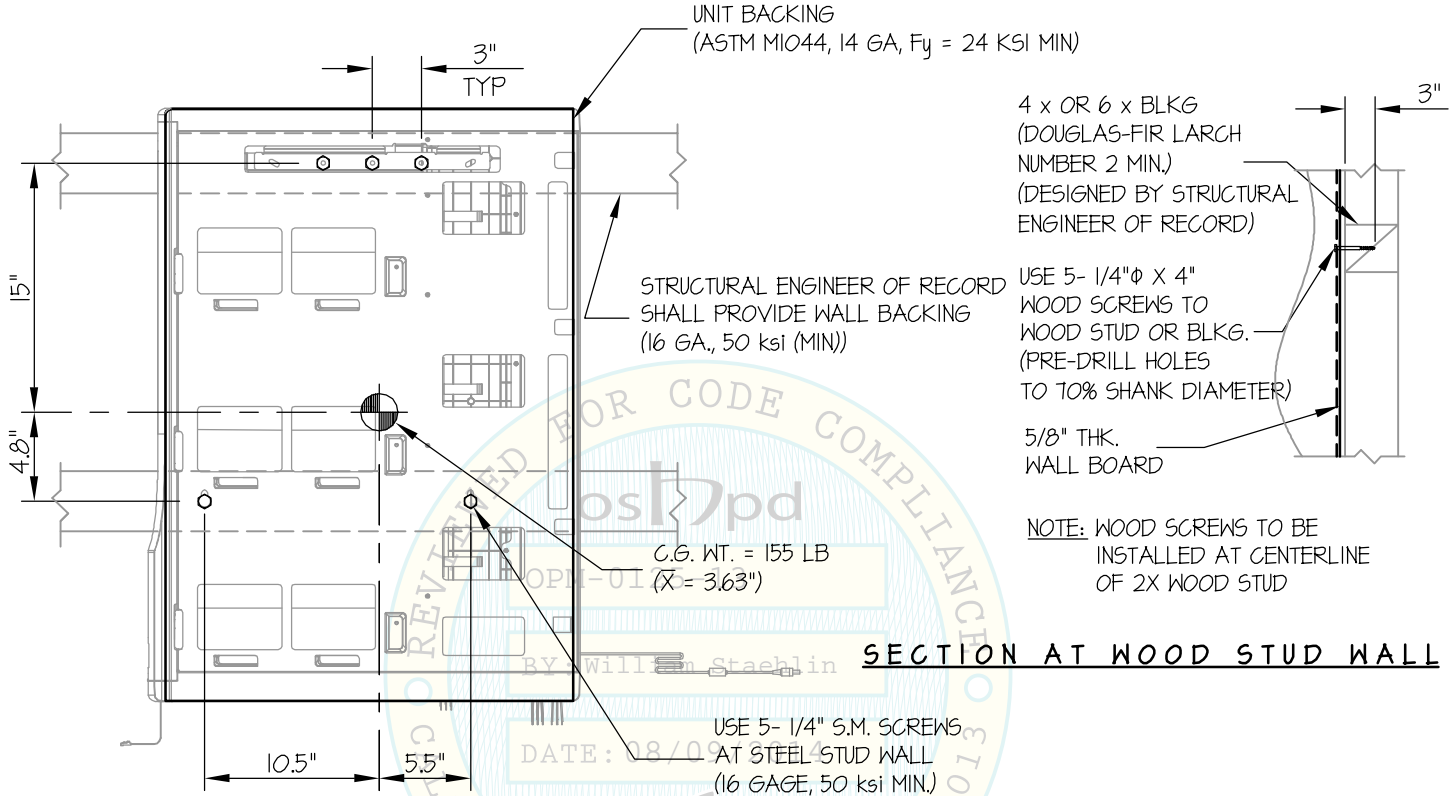 UNIT BACKING
(ASTM M1044, 14 GA, Fy = 24 KSI MIN)
3"
TYP
4 x OR 6 x BLKG
(DOUGLAS-FIR LARCH
NUMBER 2 MIN.)
(DESIGNED BY STRUCTURAL
ENGINEER OF RECORD)
3"
15"
STRUCTURAL ENGINEER OF RECORD
SHALL PROVIDE WALL BACKING
(16 GA., 50 ksi (MIN))
USE 5- 1/4"Φ X 4"
WOOD SCREWS TO
WOOD STUD OR BLKG.
(PRE-DRILL HOLES
TO 70% SHANK DIAMETER)
4.8"
5/8" THK.
WALL BOARD
REVIEWED FOR CODE COMPLIANCE
oshpd
NOTE: WOOD SCREWS TO BE
INSTALLED AT CENTERLINE
OF 2X WOOD STUD
C.G. WT. = 155 LB
(X̅ = 3.63")
OPM-0125-13
BY: William Staehlin
SECTION AT WOOD STUD WALL
USE 5- 1/4" S.M. SCREWS
AT STEEL STUD WALL
(16 GAGE, 50 ksi MIN.)
DATE: 08/09/2014
10.5"
5.5"